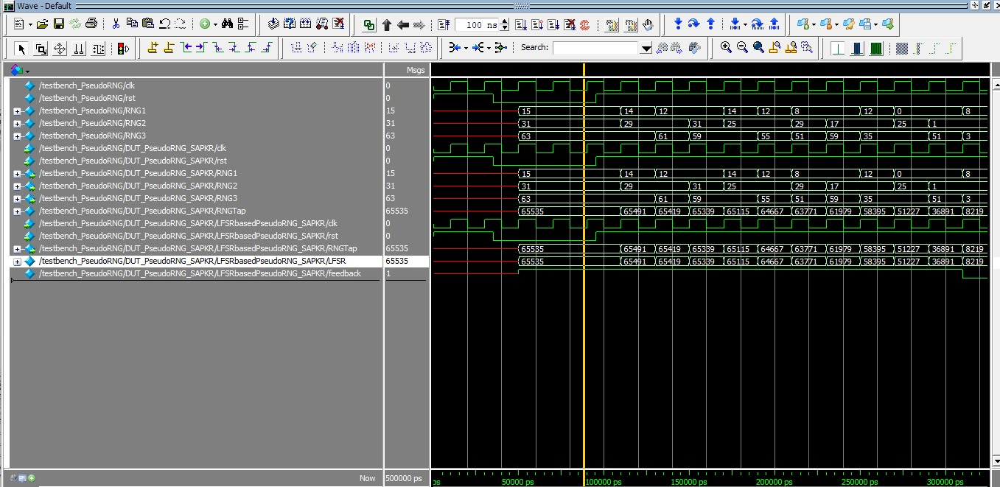 Wave - Default
100 ns
Search:
Msgs
/testbench_PseudoRNG/clk 0
/testbench_PseudoRNG/rst 0
/testbench_PseudoRNG/RNG1 15 15 14 12 14 12 8 12 0 8
/testbench_PseudoRNG/RNG2 31 31 29 31 25 29 17 25 1
/testbench_PseudoRNG/RNG3 63 63 61 59 55 51 59 35 51 3
/testbench_PseudoRNG/DUT_PseudoRNG_SAPKR/clk 0
/testbench_PseudoRNG/DUT_PseudoRNG_SAPKR/rst 0
/testbench_PseudoRNG/DUT_PseudoRNG_SAPKR/RNG1 15 15 14 12 14 12 8 12 0 8
/testbench_PseudoRNG/DUT_PseudoRNG_SAPKR/RNG2 31 31 29 31 25 29 17 25 1
/testbench_PseudoRNG/DUT_PseudoRNG_SAPKR/RNG3 63 63 61 59 55 51 59 35 51 3
/testbench_PseudoRNG/DUT_PseudoRNG_SAPKR/RNGTap 65535 65535 65491 65419 65339 65115 64667 63771 61979 58395 51227 36891 8219
/testbench_PseudoRNG/DUT_PseudoRNG_SAPKR/LFSRbasedPseudoRNG_SAPKR/clk 0
/testbench_PseudoRNG/DUT_PseudoRNG_SAPKR/LFSRbasedPseudoRNG_SAPKR/rst 0
/testbench_PseudoRNG/DUT_PseudoRNG_SAPKR/LFSRbasedPseudoRNG_SAPKR/RNGTap 65535 65535 65491 65419 65339 65115 64667 63771 61979 58395 51227 36891 8219
/testbench_PseudoRNG/DUT_PseudoRNG_SAPKR/LFSRbasedPseudoRNG_SAPKR/LFSR 65535 65535 65491 65419 65339 65115 64667 63771 61979 58395 51227 36891 8219
/testbench_PseudoRNG/DUT_PseudoRNG_SAPKR/LFSRbasedPseudoRNG_SAPKR/feedback 1
Now 500000 ps ps 50000 ps 100000 ps 150000 ps 200000 ps 250000 ps 300000 ps